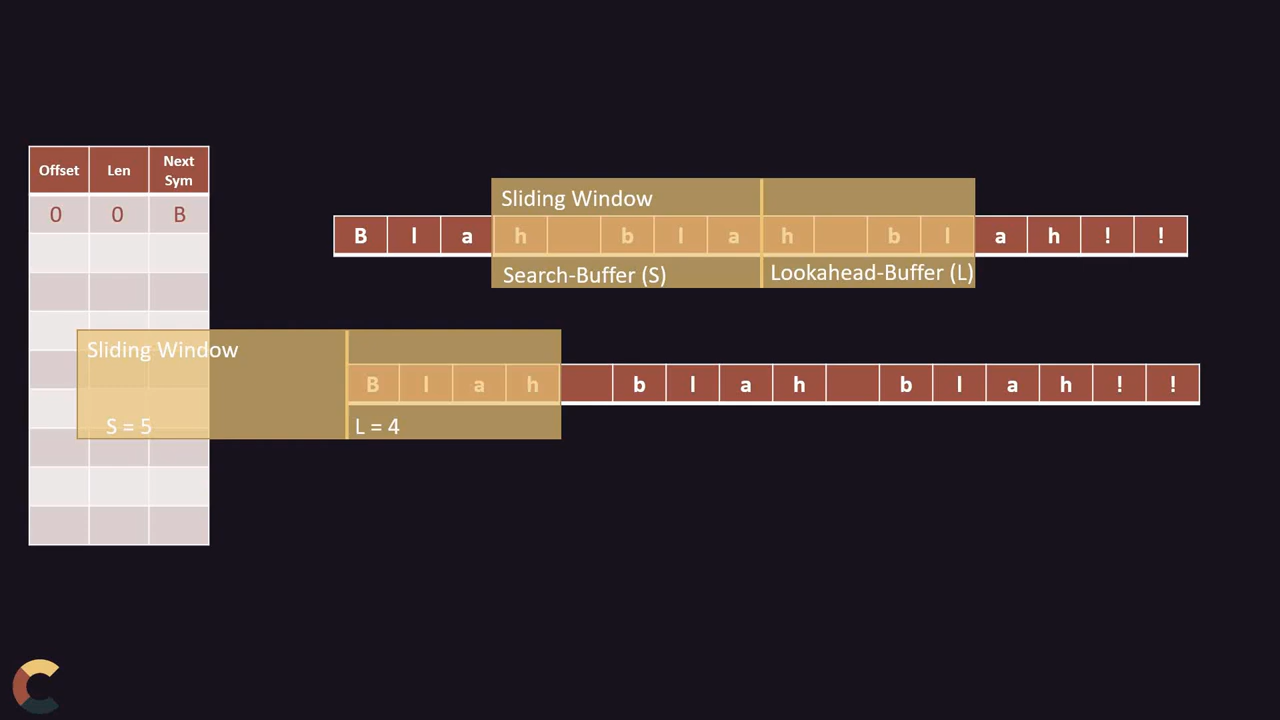 Offset Len Next Sym
0 0 B
Sliding Window
B l a h b l a h b l a h ! !
Search-Buffer (S) Lookahead-Buffer (L)
Sliding Window
B l a h b l a h b l a h ! !
S = 5 L = 4